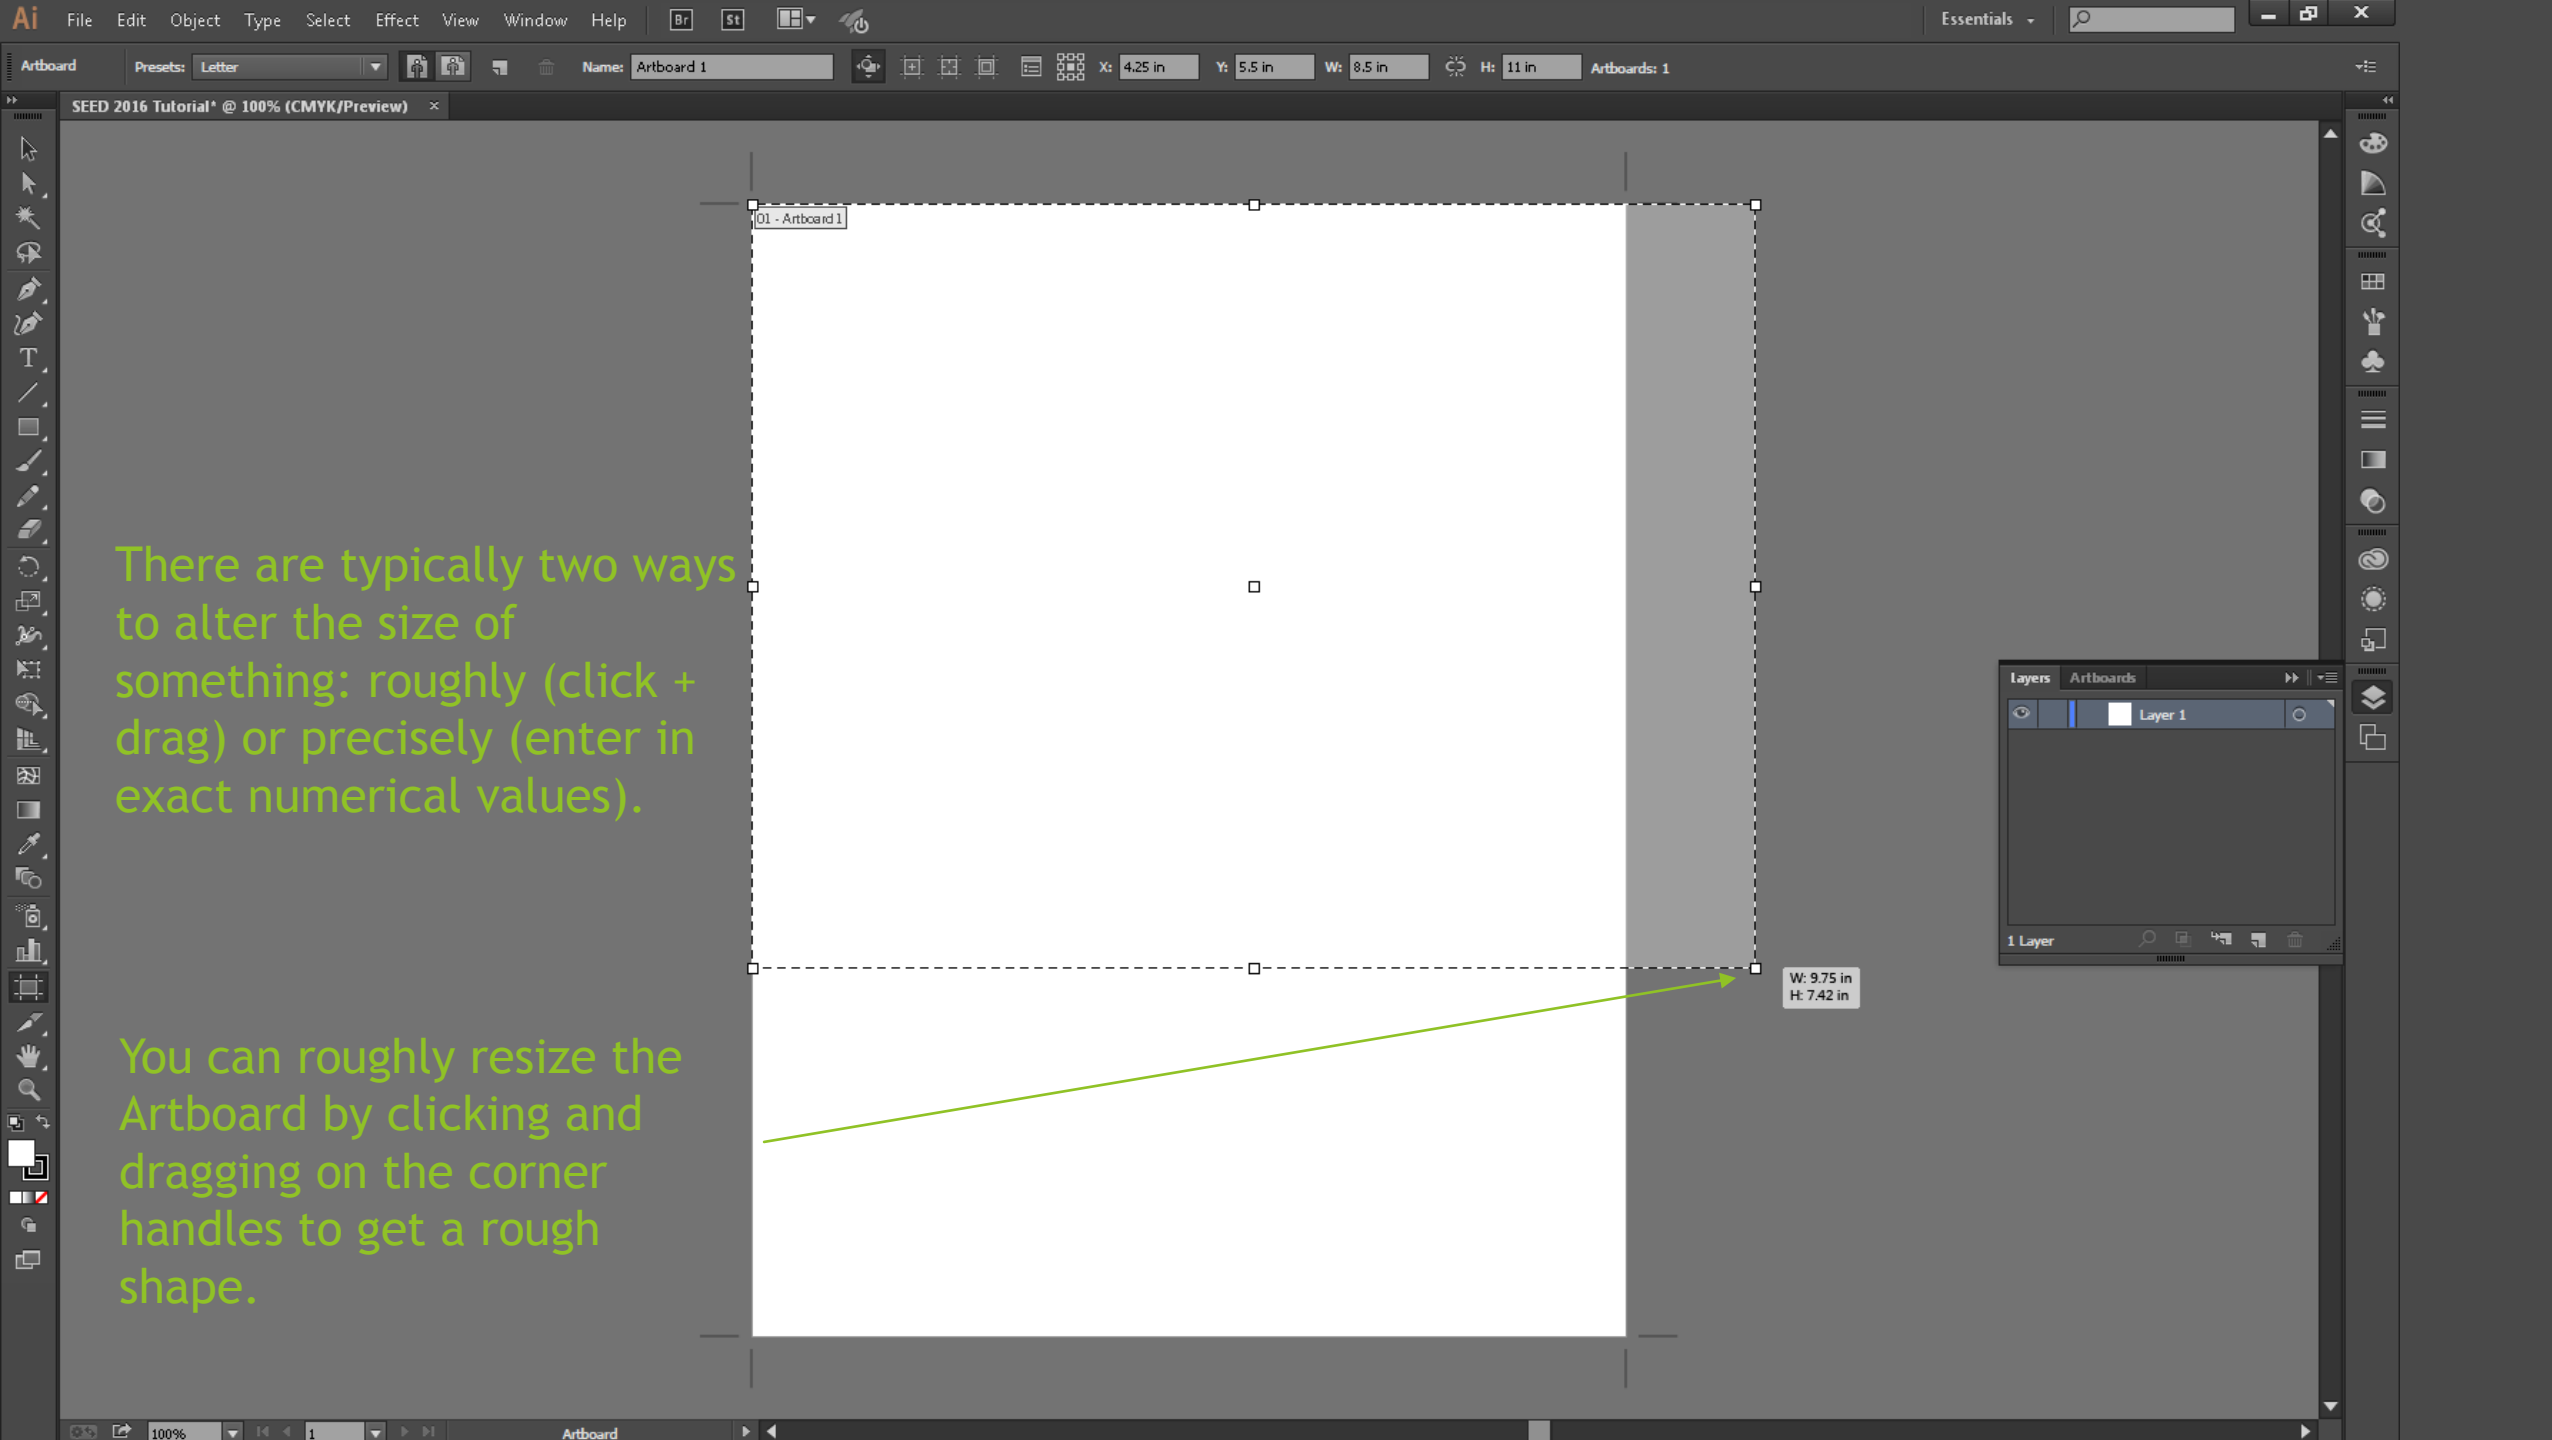 Ai File Edit Object Type Select Effect View Window Help Br St Essentials
Artboard Presets: Letter Name: Artboard 1 X: 4.25 in Y: 5.5 in W: 8.5 in H: 11 in Artboards: 1
SEED 2016 Tutorial* @ 100% (CMYK/Preview) ×
01 - Artboard 1
There are typically two ways
to alter the size of
something: roughly (click +
drag) or precisely (enter in
exact numerical values).
Layers Artboards
Layer 1
1 Layer
W: 9.75 in
H: 7.42 in
You can roughly resize the
Artboard by clicking and
dragging on the corner
handles to get a rough
shape.
100% 1 Artboard